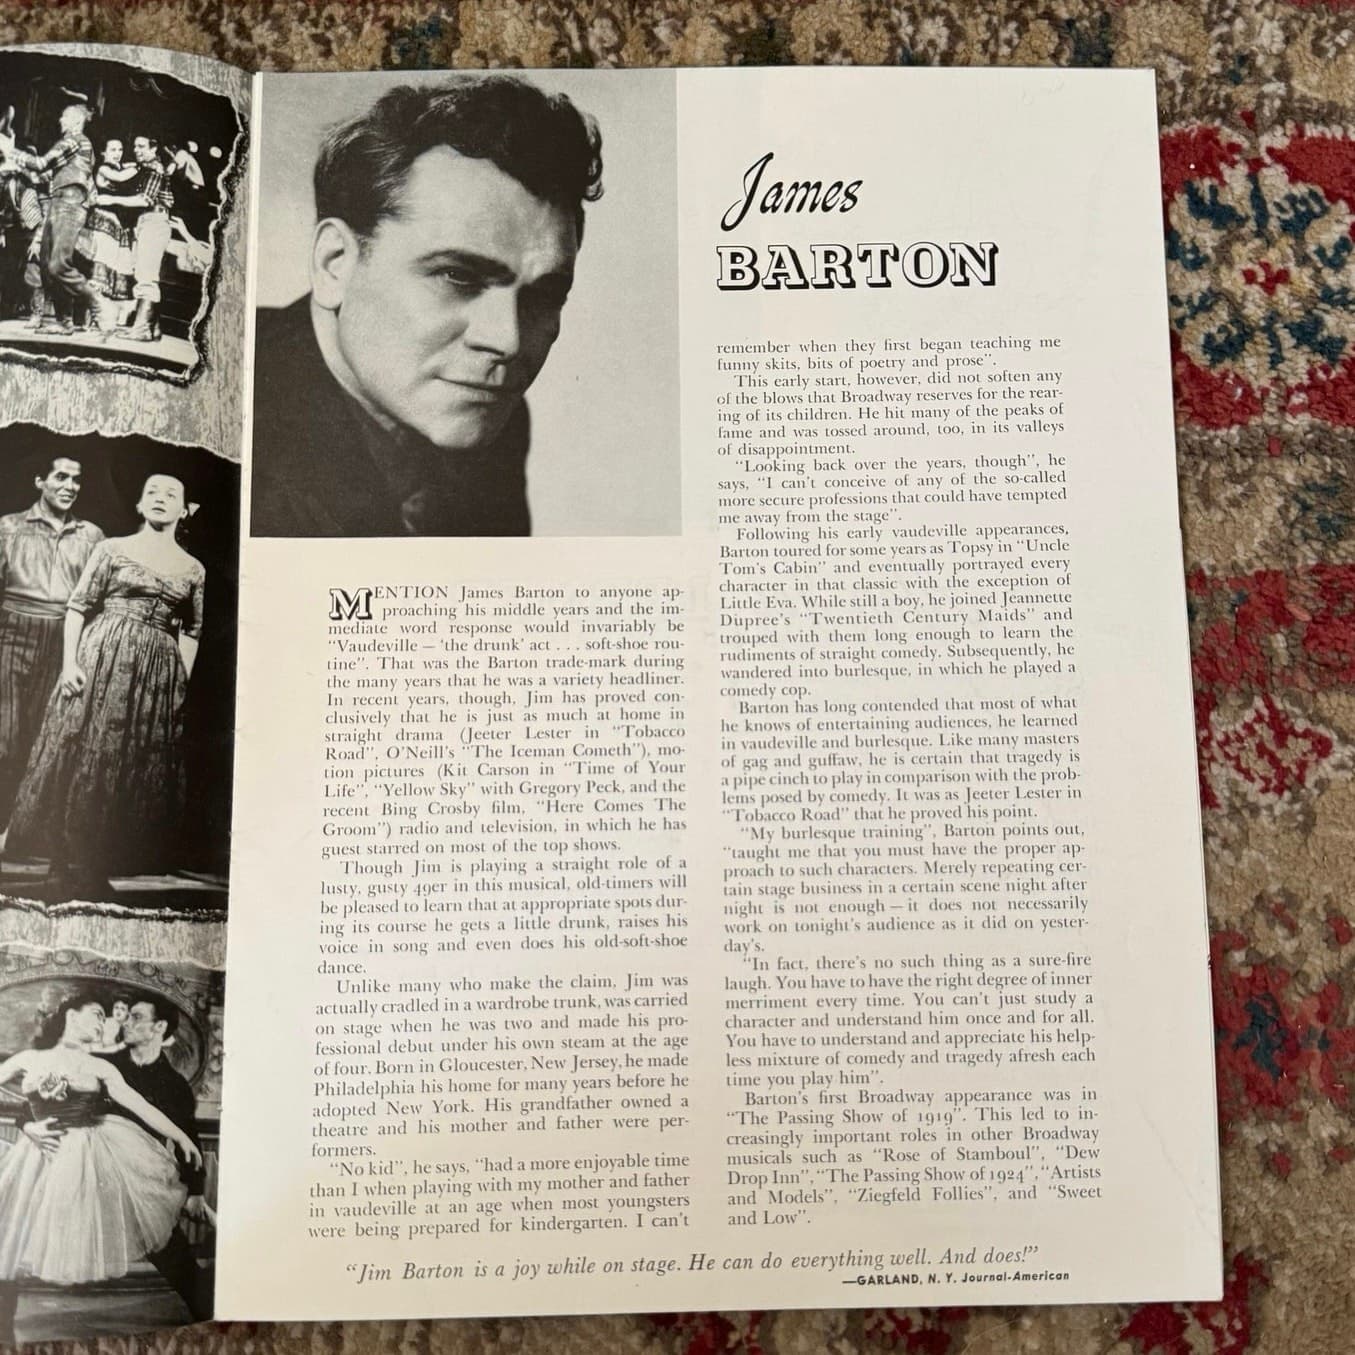 James
BARTON
MENTION James Barton to anyone ap-
proaching his middle years and the im-
mediate word response would invariably be
“Vaudeville — ‘the drunk’ act . . . soft-shoe rou-
tine”. That was the Barton trade-mark during
the many years that he was a variety headliner.
In recent years, though, Jim has proved con-
clusively that he is just as much at home in
straight drama (Jeeter Lester in “Tobacco
Road”, O’Neill’s “The Iceman Cometh”), mo-
tion pictures (Kit Carson in “Time of Your
Life”, “Yellow Sky” with Gregory Peck, and the
recent Bing Crosby film, “Here Comes The
Groom”) radio and television, in which he has
guest starred on most of the top shows.
Though Jim is playing a straight role of a
lusty, gusty 49er in this musical, old-timers will
be pleased to learn that at appropriate spots dur-
ing its course he gets a little drunk, raises his
voice in song and even does his old-soft-shoe
dance.
Unlike many who make the claim, Jim was
actually cradled in a wardrobe trunk, was carried
on stage when he was two and made his pro-
fessional debut under his own steam at the age
of four. Born in Gloucester, New Jersey, he made
Philadelphia his home for many years before he
adopted New York. His grandfather owned a
theatre and his mother and father were per-
formers.
“No kid”, he says, “had a more enjoyable time
than I when playing with my mother and father
in vaudeville at an age when most youngsters
were being prepared for kindergarten. I can’t
remember when they first began teaching me
funny skits, bits of poetry and prose”.
This early start, however, did not soften any
of the blows that Broadway reserves for the rear-
ing of its children. He hit many of the peaks of
fame and was tossed around, too, in its valleys
of disappointment.
“Looking back over the years, though”, he
says, “I can’t conceive of any of the so-called
more secure professions that could have tempted
me away from the stage”.
Following his early vaudeville appearances,
Barton toured for some years as Topsy in “Uncle
Tom’s Cabin” and eventually portrayed every
character in that classic with the exception of
Little Eva. While still a boy, he joined Jeannette
Dupree’s “Twentieth Century Maids” and
trouped with them long enough to learn the
rudiments of straight comedy. Subsequently, he
wandered into burlesque, in which he played a
comedy cop.
Barton has long contended that most of what
he knows of entertaining audiences, he learned
in vaudeville and burlesque. Like many masters
of gag and guffaw, he is certain that tragedy is
a pipe cinch to play in comparison with the prob-
lems posed by comedy. It was as Jeeter Lester in
“Tobacco Road” that he proved his point.
“My burlesque training”, Barton points out,
“taught me that you must have the proper ap-
proach to such characters. Merely repeating cer-
tain stage business in a certain scene night after
night is not enough — it does not necessarily
work on tonight’s audience as it did on yester-
day’s.
“In fact, there’s no such thing as a sure-fire
laugh. You have to have the right degree of inner
merriment every time. You can’t just study a
character and understand him once and for all.
You have to understand and appreciate his help-
less mixture of comedy and tragedy afresh each
time you play him”.
Barton’s first Broadway appearance was in
“The Passing Show of 1919”. This led to in-
creasingly important roles in other Broadway
musicals such as “Rose of Stamboul”, “Dew
Drop Inn”, “The Passing Show of 1924”, “Artists
and Models”, “Ziegfeld Follies”, and “Sweet
and Low”.
“Jim Barton is a joy while on stage. He can do everything well. And does!”
—GARLAND, N. Y. Journal-American